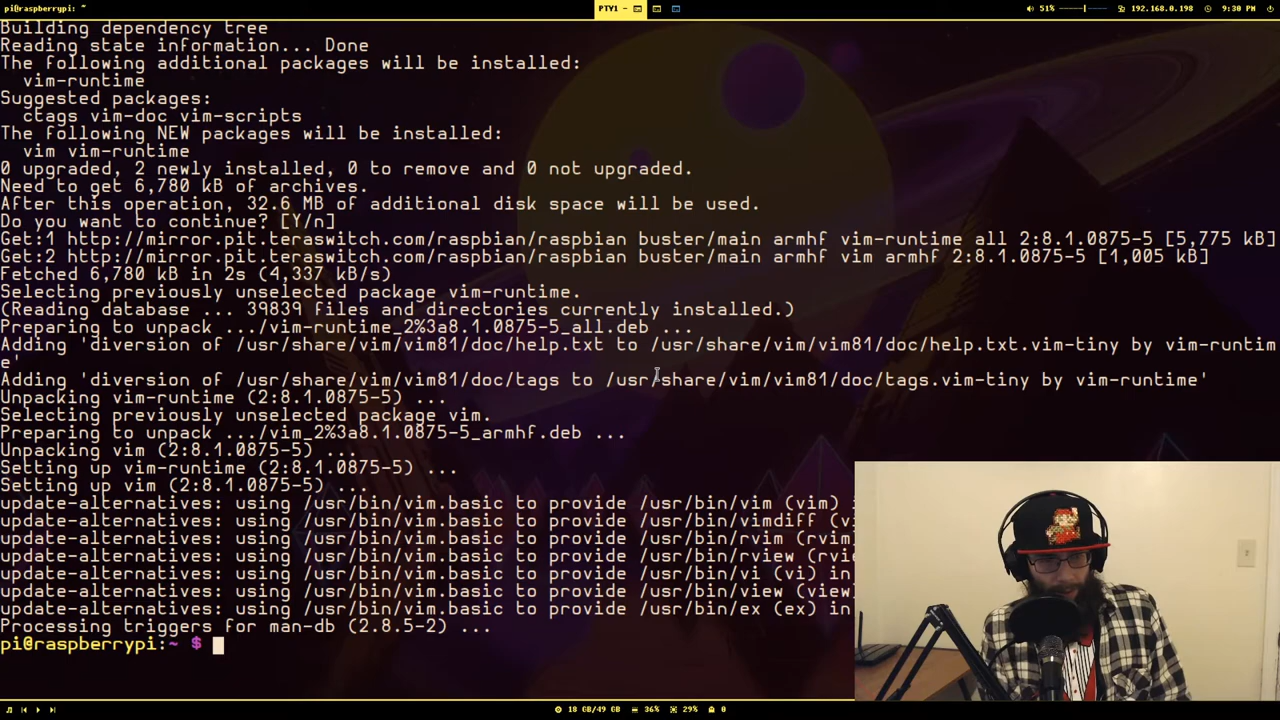 pi@raspberrypi: ~
PTY1 -
51%
192.168.0.198
9:30 PM
Building dependency tree
Reading state information... Done
The following additional packages will be installed:
vim-runtime
Suggested packages:
ctags vim-doc vim-scripts
The following NEW packages will be installed:
vim vim-runtime
0 upgraded, 2 newly installed, 0 to remove and 0 not upgraded.
Need to get 6,780 kB of archives.
After this operation, 32.6 MB of additional disk space will be used.
Do you want to continue? [Y/n]
Get:1 http://mirror.pit.teraswitch.com/raspbian/raspbian buster/main armhf vim-runtime all 2:8.1.0875-5 [5,775 kB]
Get:2 http://mirror.pit.teraswitch.com/raspbian/raspbian buster/main armhf vim armhf 2:8.1.0875-5 [1,005 kB]
Fetched 6,780 kB in 2s (4,337 kB/s)
Selecting previously unselected package vim-runtime.
(Reading database ... 39839 files and directories currently installed.)
Preparing to unpack .../vim-runtime_2%3a8.1.0875-5_all.deb ...
Adding 'diversion of /usr/share/vim/vim81/doc/help.txt to /usr/share/vim/vim81/doc/help.txt.vim-tiny by vim-runtim
e'
Adding 'diversion of /usr/share/vim/vim81/doc/tags to /usr/share/vim/vim81/doc/tags.vim-tiny by vim-runtime'
Unpacking vim-runtime (2:8.1.0875-5) ...
Selecting previously unselected package vim.
Preparing to unpack .../vim_2%3a8.1.0875-5_armhf.deb ...
Unpacking vim (2:8.1.0875-5) ...
Setting up vim-runtime (2:8.1.0875-5) ...
Setting up vim (2:8.1.0875-5) ...
update-alternatives: using /usr/bin/vim.basic to provide /usr/bin/vim (vim) i
update-alternatives: using /usr/bin/vim.basic to provide /usr/bin/vimdiff (vi
update-alternatives: using /usr/bin/vim.basic to provide /usr/bin/rvim (rvim
update-alternatives: using /usr/bin/vim.basic to provide /usr/bin/rview (rvie
update-alternatives: using /usr/bin/vim.basic to provide /usr/bin/vi (vi) in
update-alternatives: using /usr/bin/vim.basic to provide /usr/bin/view (view
update-alternatives: using /usr/bin/vim.basic to provide /usr/bin/ex (ex) in
Processing triggers for man-db (2.8.5-2) ...
pi@raspberrypi:~ $
18 GB/49 GB
36%
29%
0